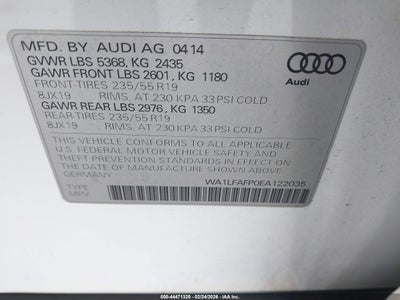 MFD. BY AUDI AG 04 14
GVWR LBS 5368, KG 2435
GAWR FRONT LBS 2601, KG 1180
FRONT-TIRES 235/55 R19
8JX19 RIMS, AT 230 KPA 33 PSI COLD
GAWR REAR LBS 2976, KG 1350
REAR-TIRES 235/55 R19
8JX19 RIMS, AT 230 KPA 33 PSI COLD
THIS VEHICLE CONFORMS TO ALL APPLICABLE
U.S. FEDERAL MOTOR VEHICLE SAFETY AND
THEFT PREVENTION STANDARDS IN EFFECT ON
THE DATE OF MANUFACTURE SHOWN ABOVE.
MPV WA1LFAFP0EA122035
GERMANY
Audi
000-44471320 - 02/24/2026 - IAA Holdings, LLC